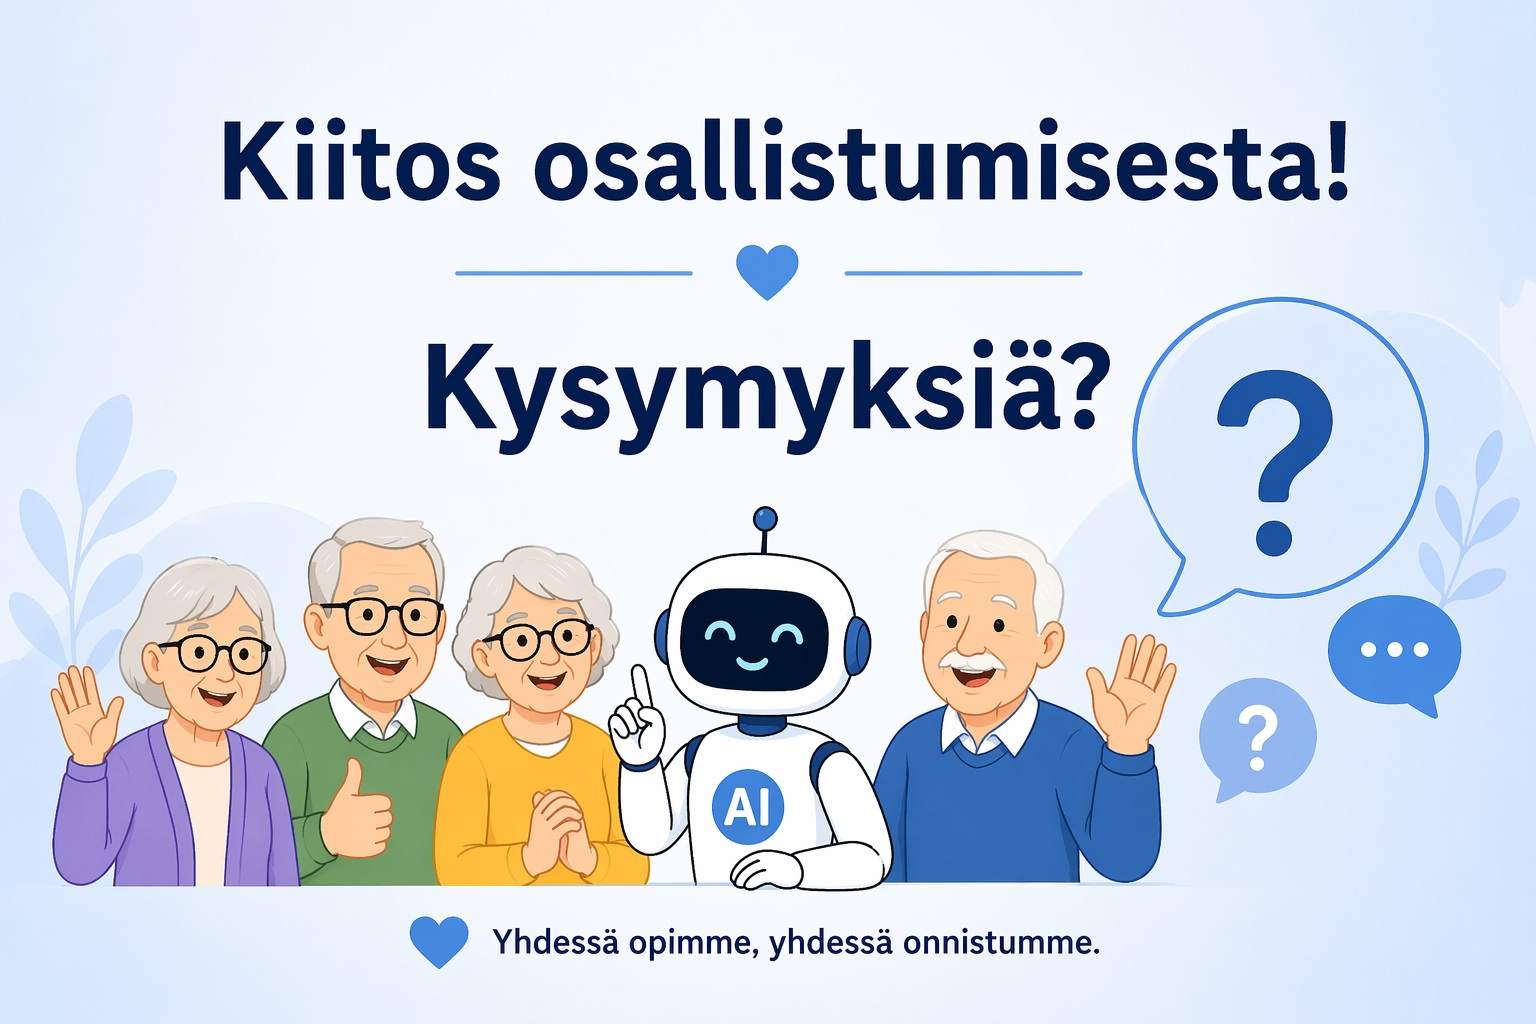 Kiitos osallistumisesta!
Kysymyksiä?
?
?
AI
Yhdessä opimme, yhdessä onnistumme.